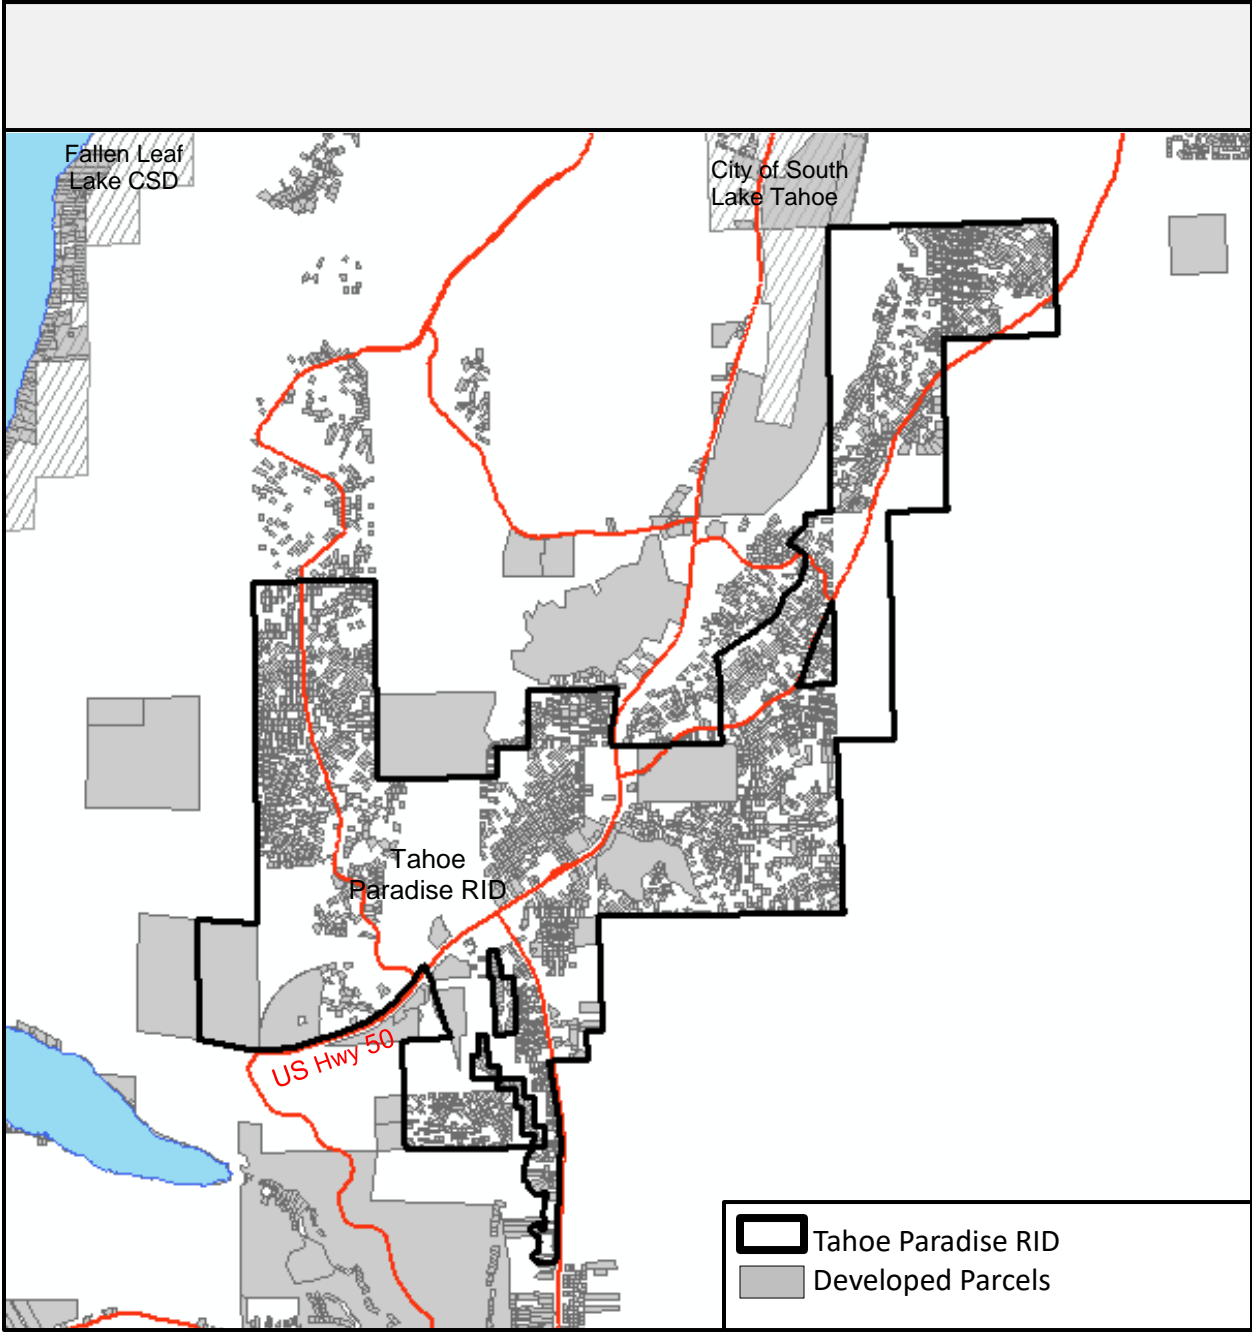 Fallen Leaf
Lake CSD
City of South
Lake Tahoe
Tahoe
Paradise RID
US Hwy 50
Tahoe Paradise RID
Developed Parcels